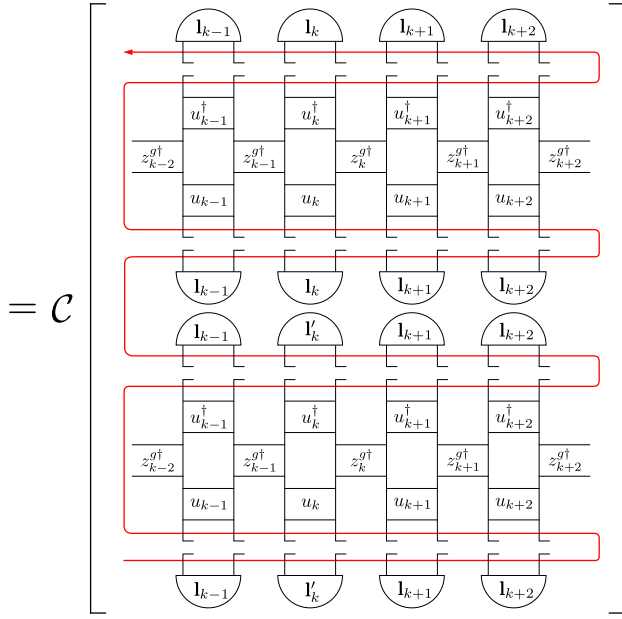 l_{k−1} l_k l_{k+1} l_{k+2}
u†_{k−1} u†_k u†_{k+1} u†_{k+2}
z^{g†}_{k−2} z^{g†}_{k−1} z^{g†}_k z^{g†}_{k+1} z^{g†}_{k+2}
u_{k−1} u_k u_{k+1} u_{k+2}
l_{k−1} l_k l_{k+1} l_{k+2}
= 𝒞
l_{k−1} l′_k l_{k+1} l_{k+2}
u†_{k−1} u†_k u†_{k+1} u†_{k+2}
z^{g†}_{k−2} z^{g†}_{k−1} z^{g†}_k z^{g†}_{k+1} z^{g†}_{k+2}
u_{k−1} u_k u_{k+1} u_{k+2}
l_{k−1} l′_k l_{k+1} l_{k+2}